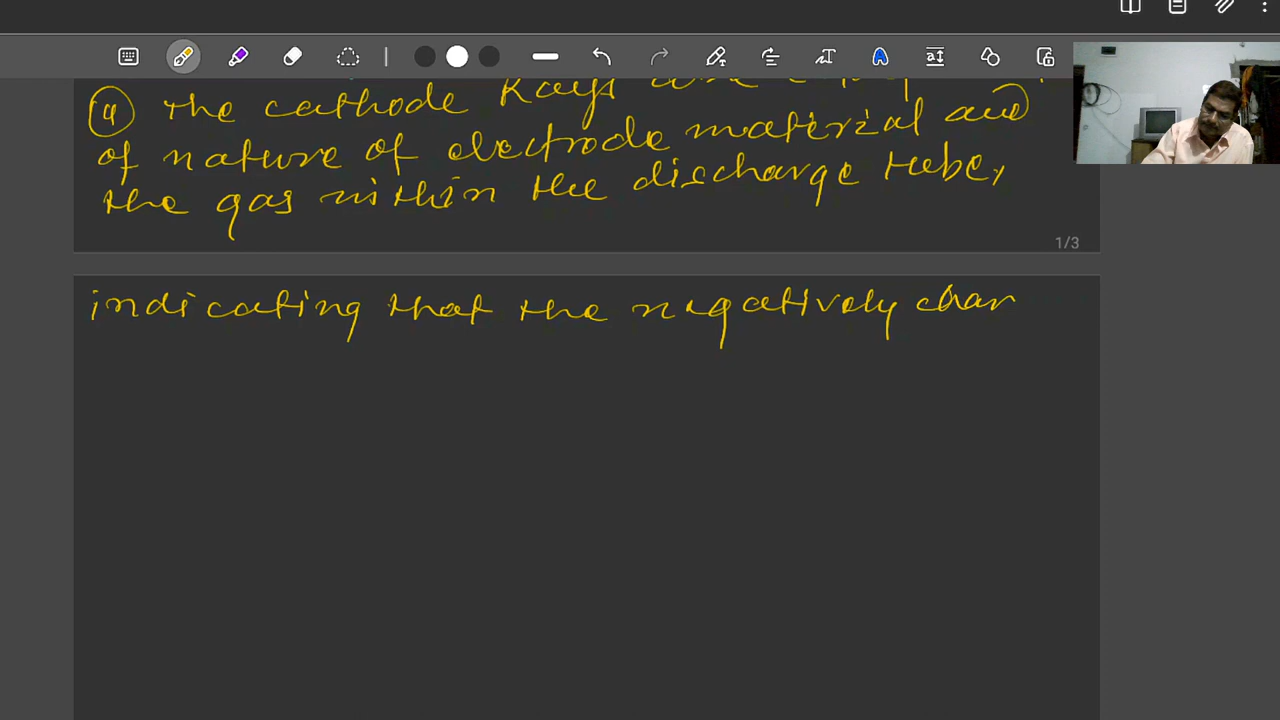 ④ the cathode Rays
of nature of electrode material and
the gas within the discharge tube,
1/3
indicating that the negatively char